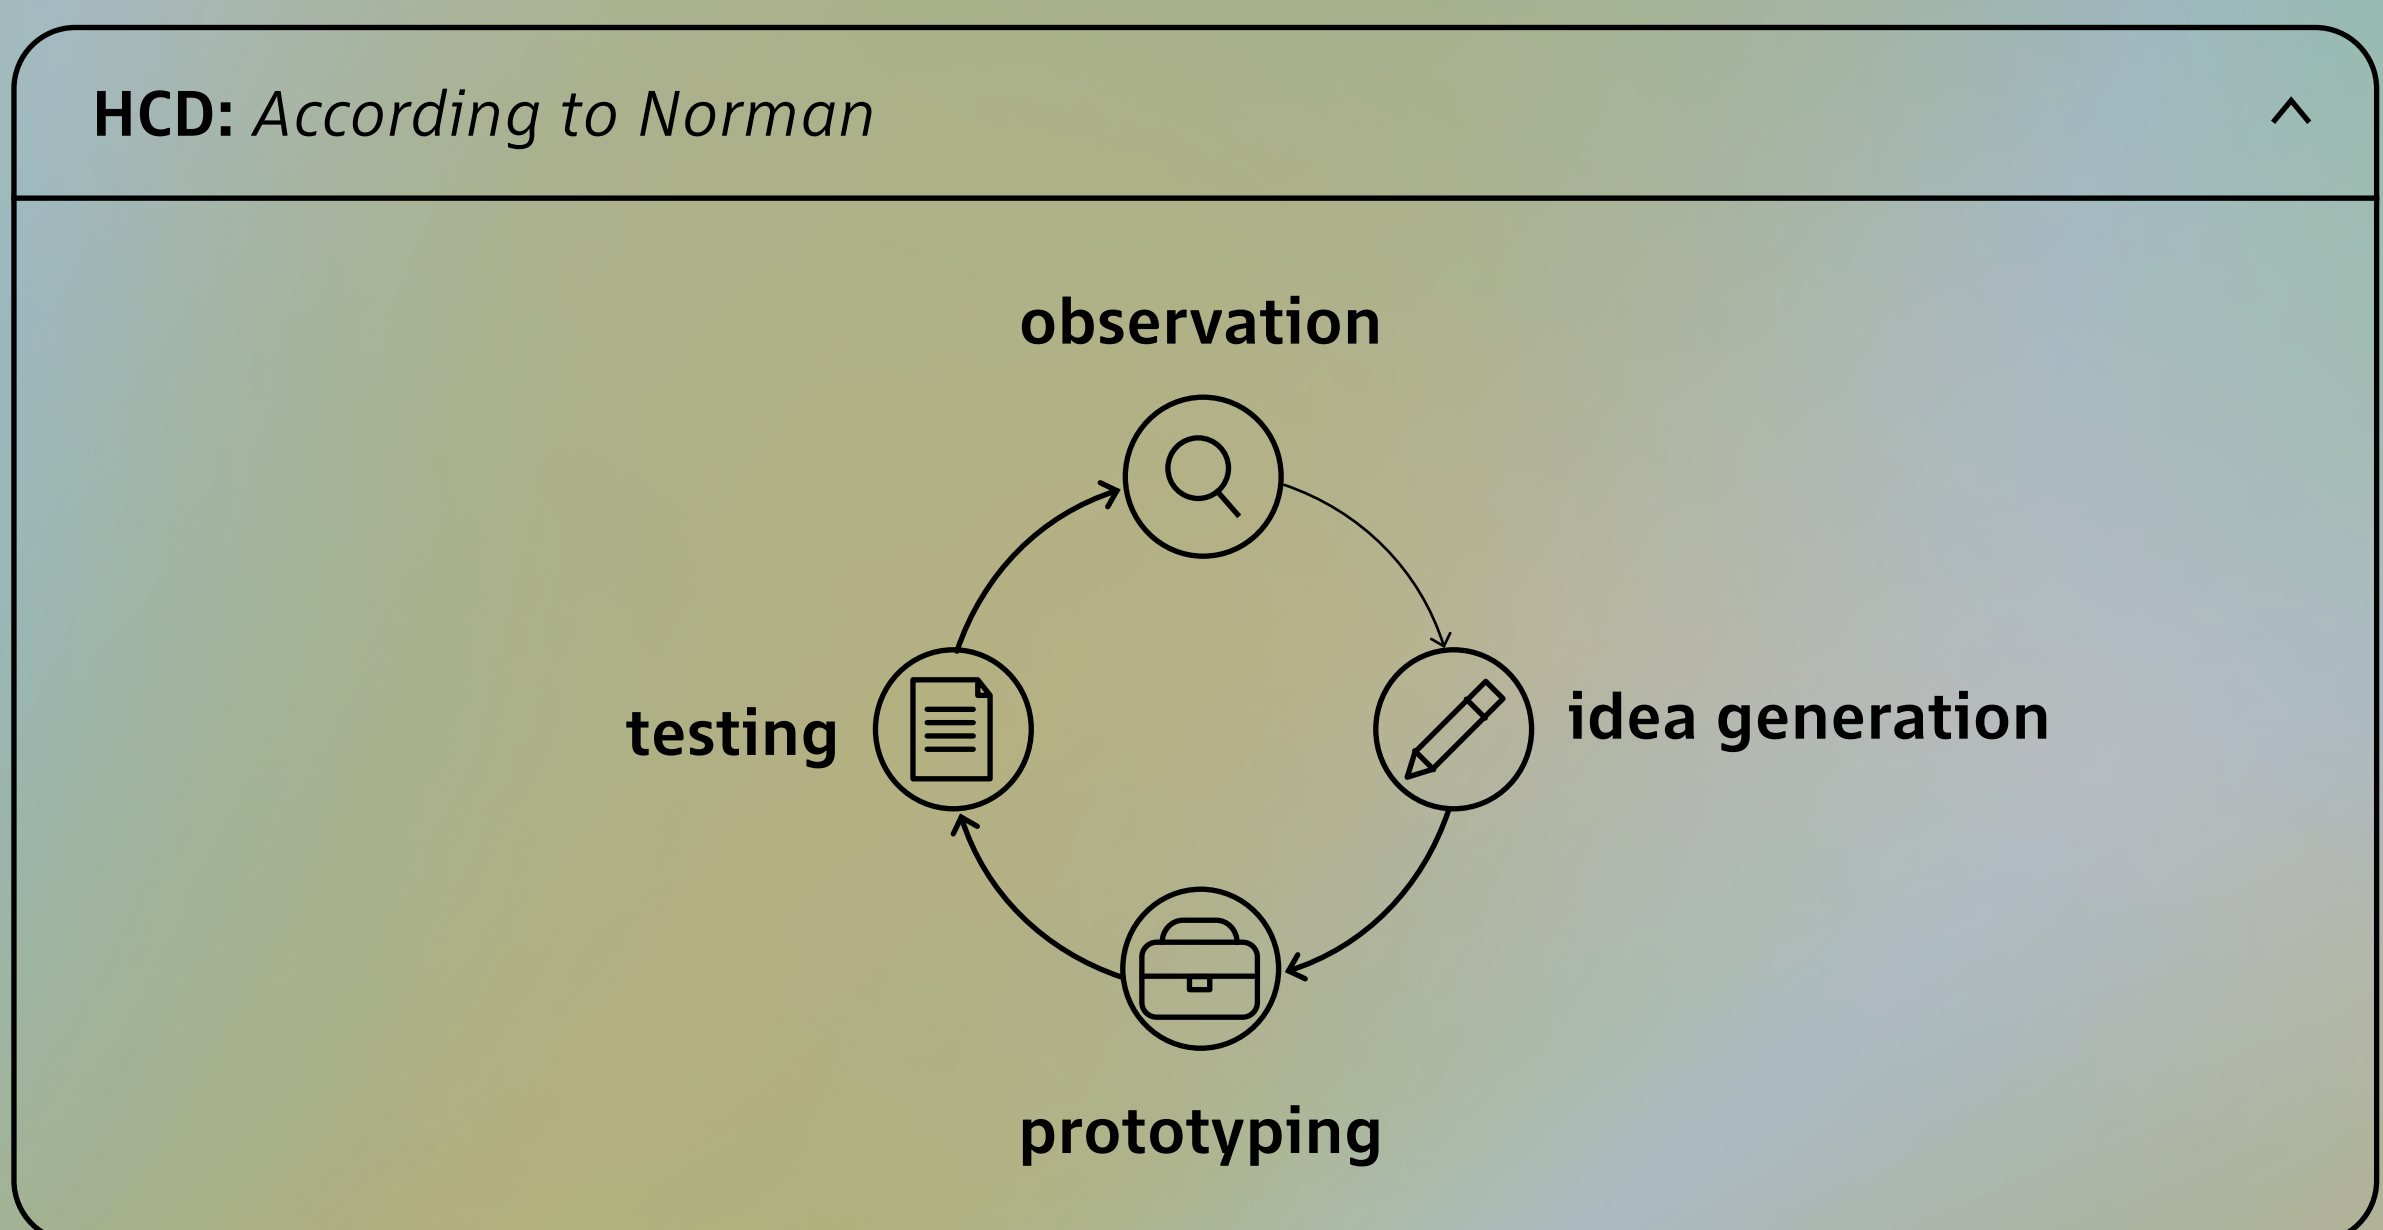 HCD: According to Norman
observation
testing
idea generation
prototyping